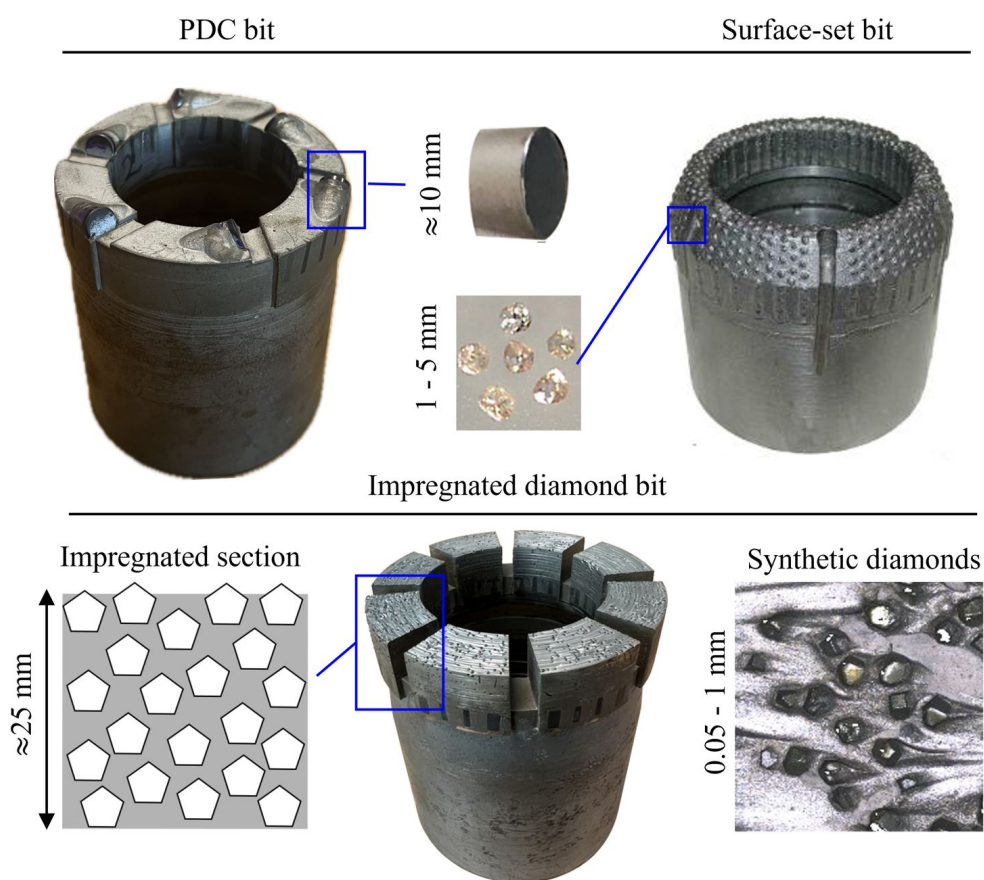 PDC bit
Surface-set bit
≈10 mm
1 - 5 mm
Impregnated diamond bit
Impregnated section
Synthetic diamonds
≈25 mm
0.05 - 1 mm